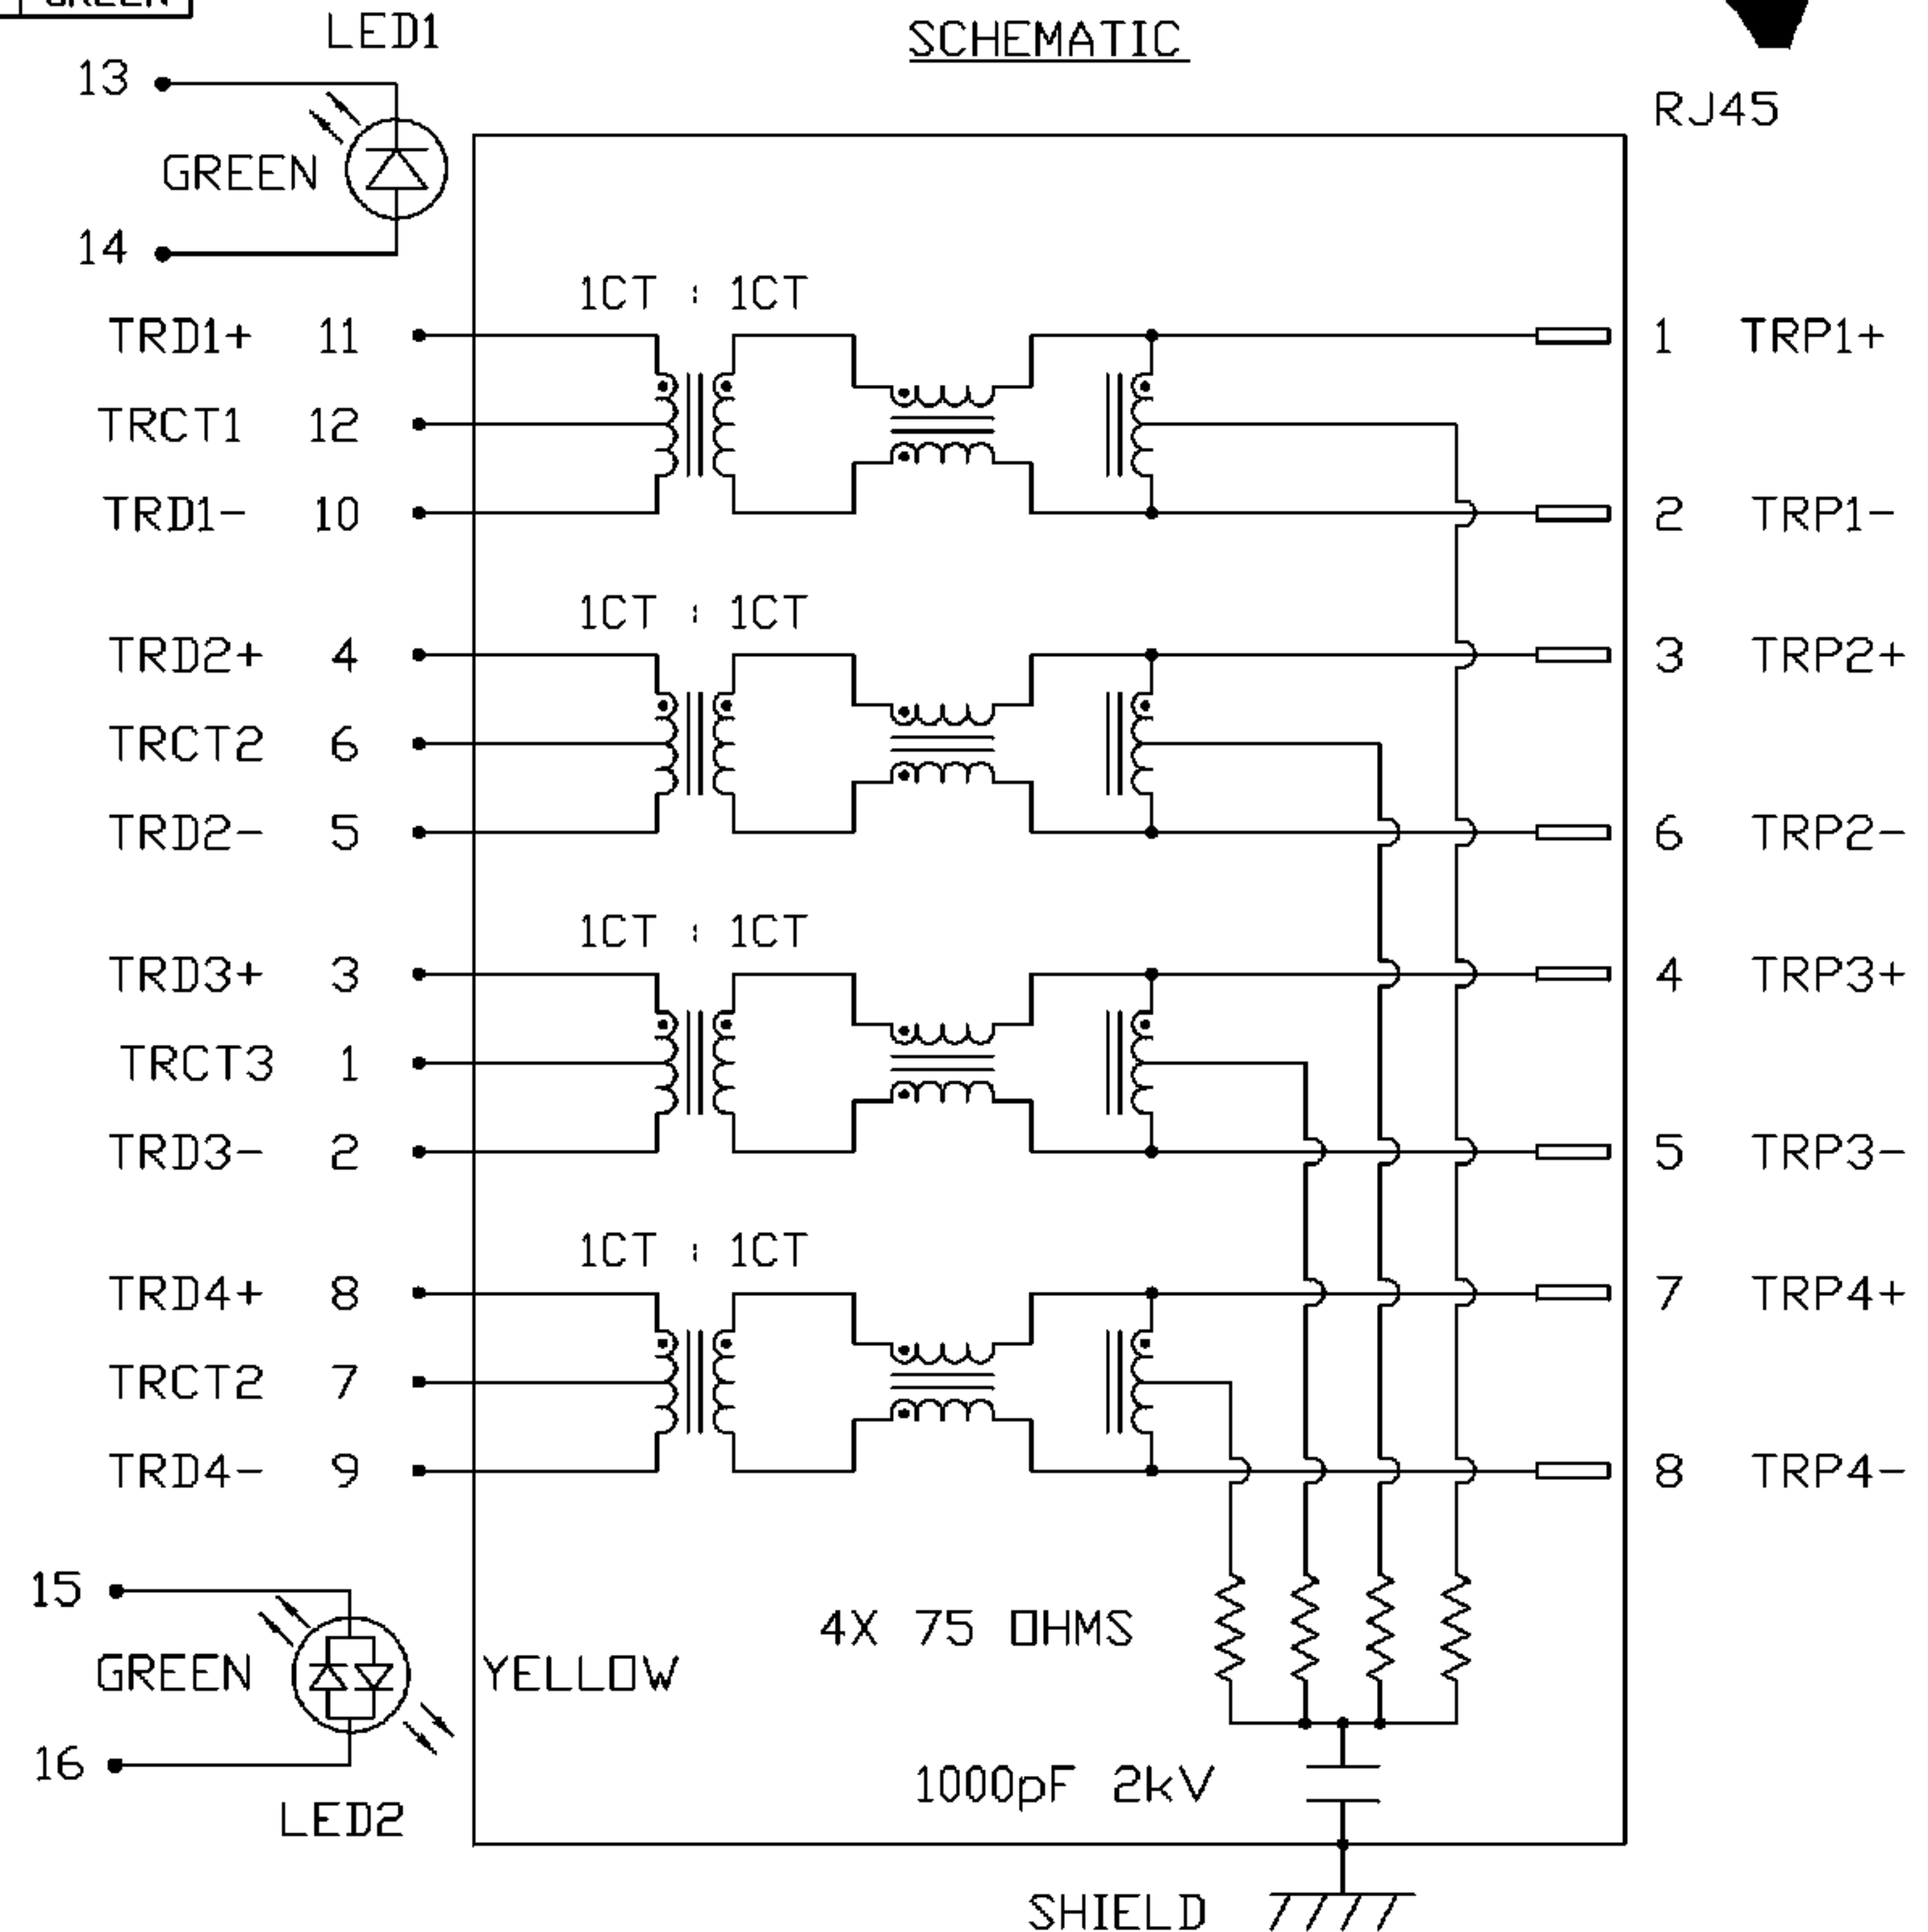 GREEN
LED1
SCHEMATIC
13
RJ45
GREEN
14
1CT : 1CT
TRD1+ 11 1 TRP1+
TRCT1 12
TRD1- 10 2 TRP1-
1CT : 1CT
TRD2+ 4 3 TRP2+
TRCT2 6
TRD2- 5 6 TRP2-
1CT : 1CT
TRD3+ 3 4 TRP3+
TRCT3 1
TRD3- 2 5 TRP3-
1CT : 1CT
TRD4+ 8 7 TRP4+
TRCT2 7
TRD4- 9 8 TRP4-
15
4X 75 OHMS
GREEN YELLOW
16
1000pF 2kV
LED2
SHIELD